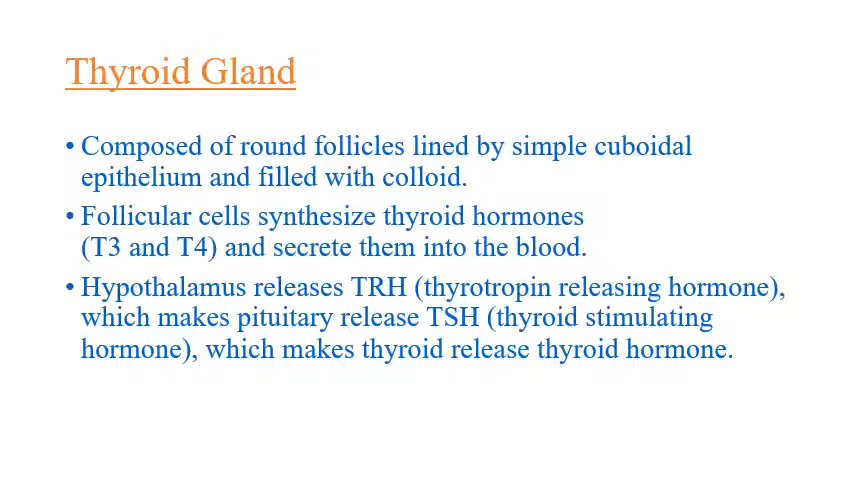 Thyroid Gland
• Composed of round follicles lined by simple cuboidal
epithelium and filled with colloid.
• Follicular cells synthesize thyroid hormones
(T3 and T4) and secrete them into the blood.
• Hypothalamus releases TRH (thyrotropin releasing hormone),
which makes pituitary release TSH (thyroid stimulating
hormone), which makes thyroid release thyroid hormone.